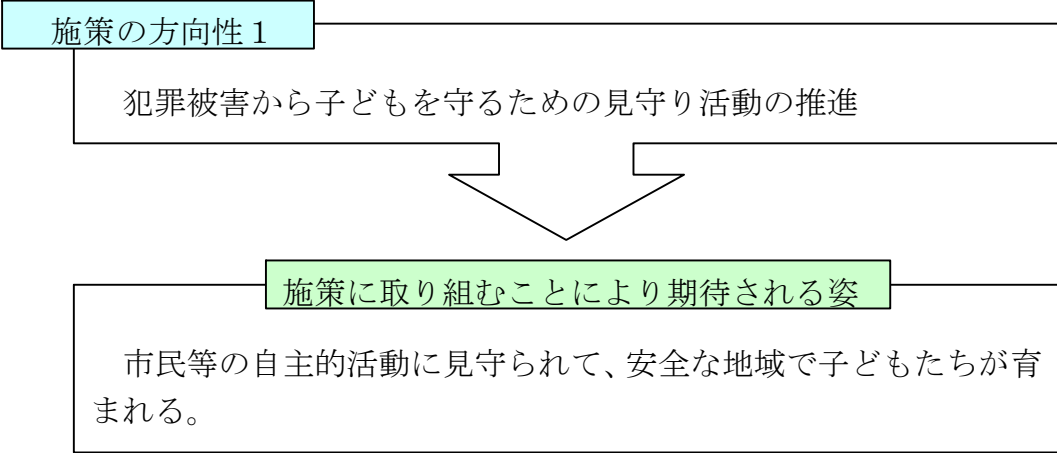 施策の方向性１
犯罪被害から子どもを守るための見守り活動の推進
施策に取り組むことにより期待される姿
市民等の自主的活動に見守られて、安全な地域で子どもたちが育
まれる。